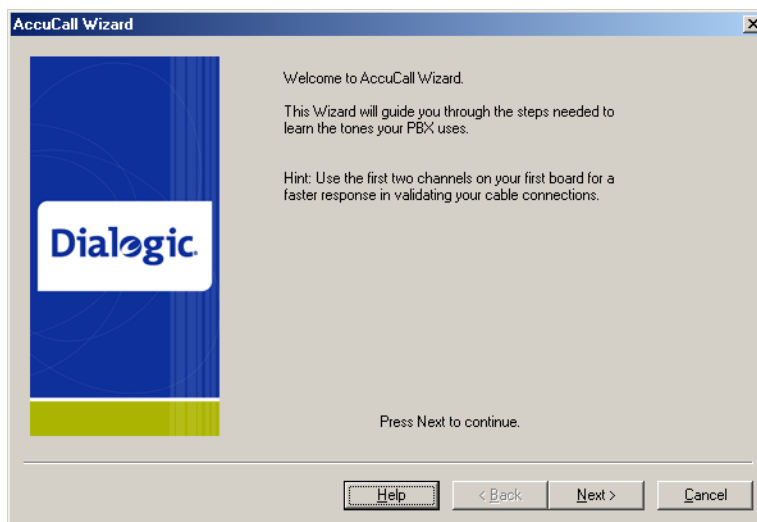 AccuCall Wizard
Welcome to AccuCall Wizard.
This Wizard will guide you through the steps needed to
learn the tones your PBX uses.
Hint: Use the first two channels on your first board for a
faster response in validating your cable connections.
Dialogic.
Press Next to continue.
Help
< Back
Next >
Cancel